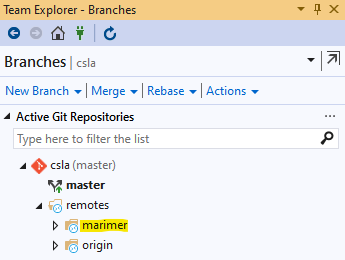 Team Explorer - Branches
Branches | csla
New Branch Merge Rebase Actions
Active Git Repositories
Type here to filter the list
csla (master)
master
remotes
marimer
origin